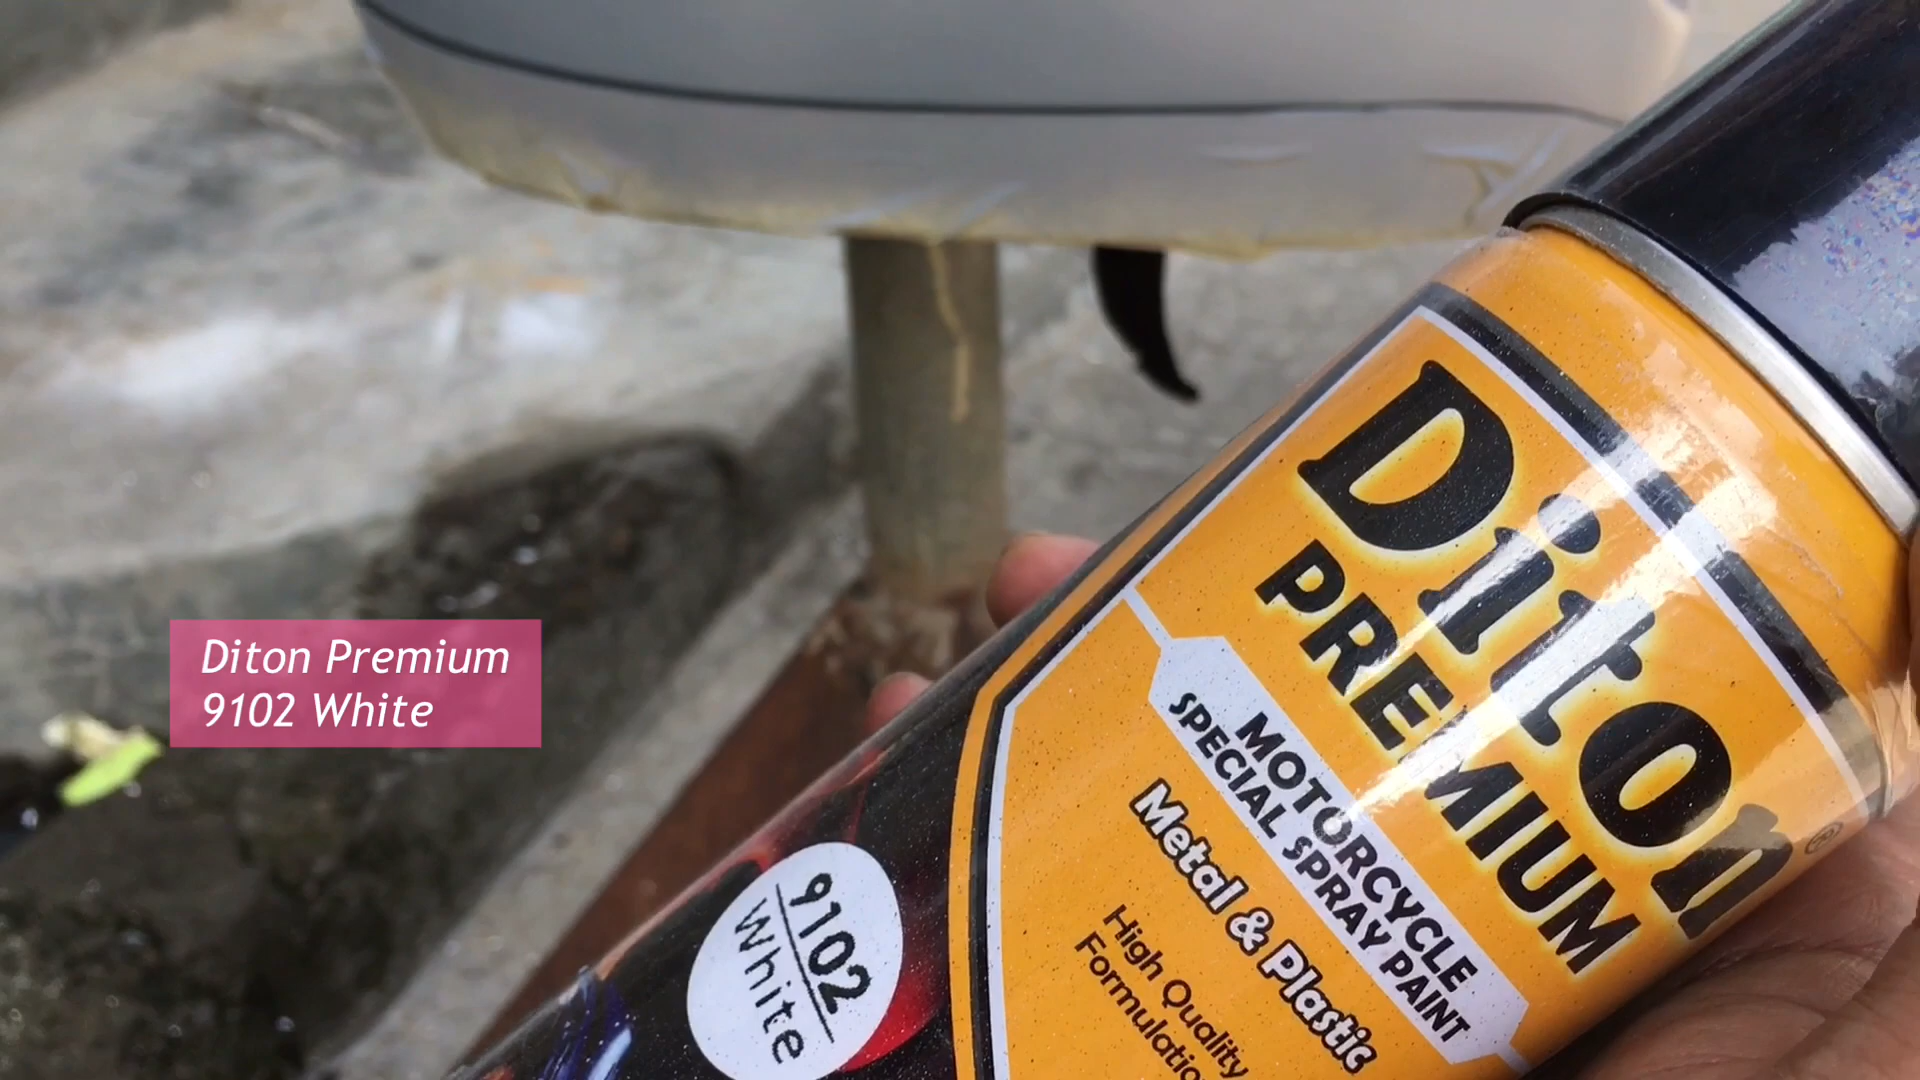 Diton Premium
9102 White
Diton
PREMIUM
MOTORCYCLE
SPECIAL SPRAY PAINT
Metal & Plastic
High Quality
9102
White